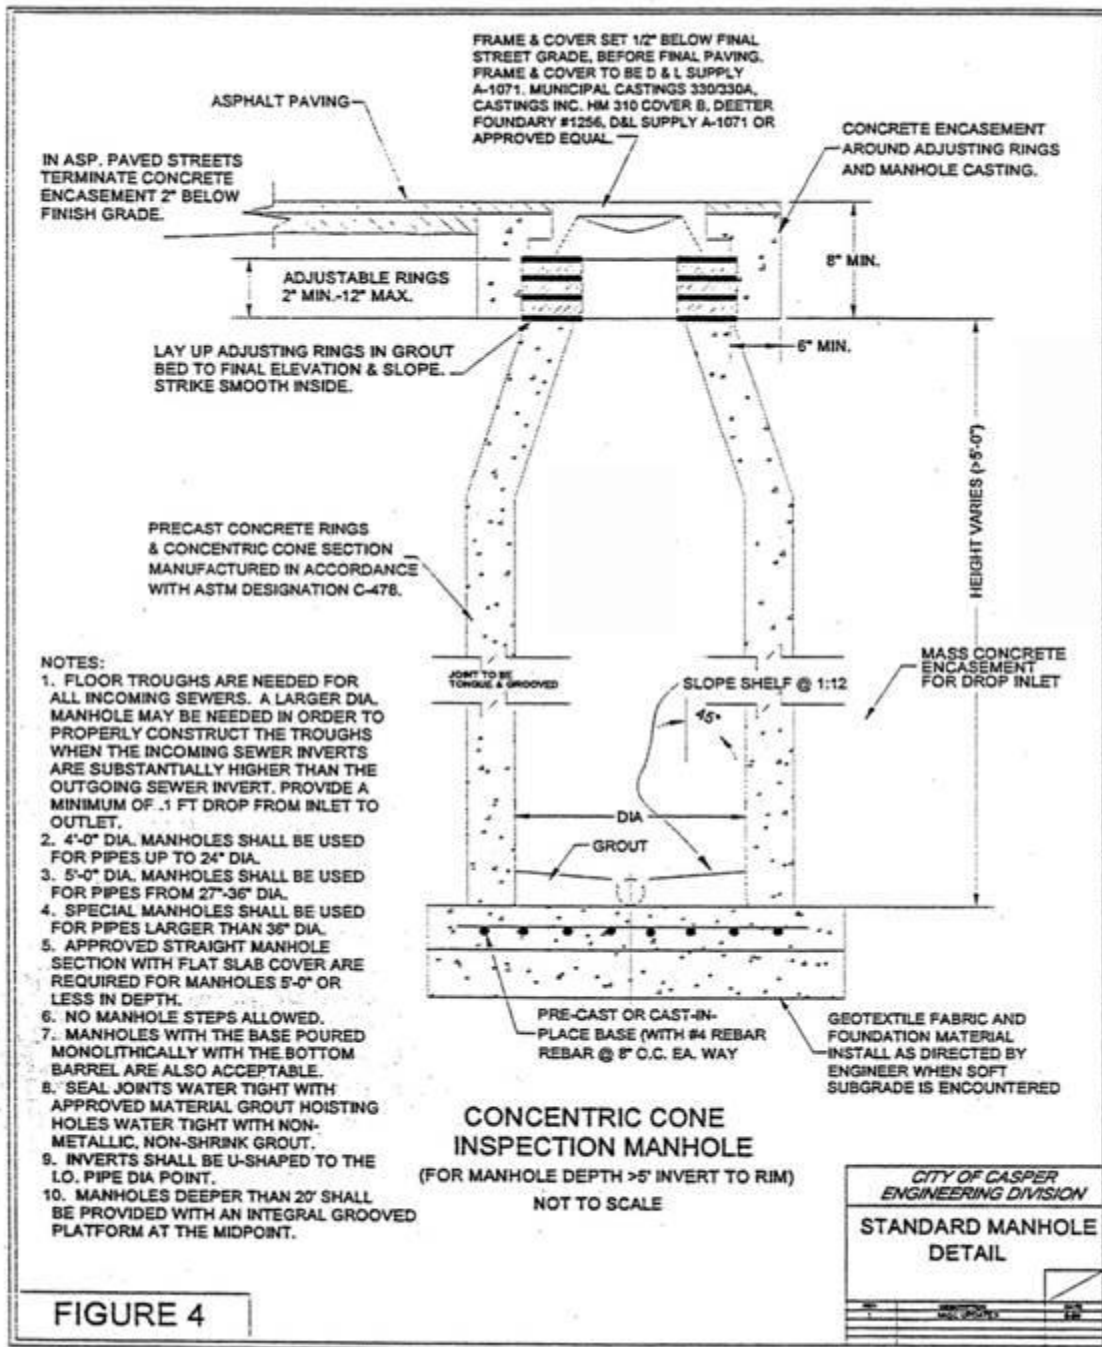 FRAME & COVER SET 1/2" BELOW FINAL
STREET GRADE, BEFORE FINAL PAVING.
FRAME & COVER TO BE D & L SUPPLY
A-1071. MUNICIPAL CASTINGS 330/330A,
CASTINGS INC. HM 310 COVER B, DEETER
FOUNDARY #1256, D&L SUPPLY A-1071 OR
APPROVED EQUAL.
ASPHALT PAVING
IN ASP. PAVED STREETS
TERMINATE CONCRETE
ENCASEMENT 2" BELOW
FINISH GRADE.
CONCRETE ENCASEMENT
AROUND ADJUSTING RINGS
AND MANHOLE CASTING.
ADJUSTABLE RINGS
2" MIN.-12" MAX.
8" MIN.
6" MIN.
LAY UP ADJUSTING RINGS IN GROUT
BED TO FINAL ELEVATION & SLOPE.
STRIKE SMOOTH INSIDE.
HEIGHT VARIES (>5'-0")
PRECAST CONCRETE RINGS
& CONCENTRIC CONE SECTION
MANUFACTURED IN ACCORDANCE
WITH ASTM DESIGNATION C-478.
JOINT TO BE
TONGUE & GROOVED
SLOPE SHELF @ 1:12
45°
MASS CONCRETE
ENCASEMENT
FOR DROP INLET
DIA
GROUT
NOTES:
1. FLOOR TROUGHS ARE NEEDED FOR
ALL INCOMING SEWERS. A LARGER DIA.
MANHOLE MAY BE NEEDED IN ORDER TO
PROPERLY CONSTRUCT THE TROUGHS
WHEN THE INCOMING SEWER INVERTS
ARE SUBSTANTIALLY HIGHER THAN THE
OUTGOING SEWER INVERT. PROVIDE A
MINIMUM OF .1 FT DROP FROM INLET TO
OUTLET.
2. 4'-0" DIA. MANHOLES SHALL BE USED
FOR PIPES UP TO 24" DIA.
3. 5'-0" DIA. MANHOLES SHALL BE USED
FOR PIPES FROM 27"-36" DIA.
4. SPECIAL MANHOLES SHALL BE USED
FOR PIPES LARGER THAN 36" DIA.
5. APPROVED STRAIGHT MANHOLE
SECTION WITH FLAT SLAB COVER ARE
REQUIRED FOR MANHOLES 5'-0" OR
LESS IN DEPTH.
6. NO MANHOLE STEPS ALLOWED.
7. MANHOLES WITH THE BASE POURED
MONOLITHICALLY WITH THE BOTTOM
BARREL ARE ALSO ACCEPTABLE.
8. SEAL JOINTS WATER TIGHT WITH
APPROVED MATERIAL GROUT HOISTING
HOLES WATER TIGHT WITH NON-
METALLIC, NON-SHRINK GROUT.
9. INVERTS SHALL BE U-SHAPED TO THE
I.O. PIPE DIA POINT.
10. MANHOLES DEEPER THAN 20' SHALL
BE PROVIDED WITH AN INTEGRAL GROOVED
PLATFORM AT THE MIDPOINT.
PRE-CAST OR CAST-IN-
PLACE BASE (WITH #4 REBAR
REBAR @ 8" O.C. EA. WAY
GEOTEXTILE FABRIC AND
FOUNDATION MATERIAL
INSTALL AS DIRECTED BY
ENGINEER WHEN SOFT
SUBGRADE IS ENCOUNTERED
CONCENTRIC CONE
INSPECTION MANHOLE
(FOR MANHOLE DEPTH >5' INVERT TO RIM)
NOT TO SCALE
CITY OF CASPER
ENGINEERING DIVISION
STANDARD MANHOLE
DETAIL
FIGURE 4